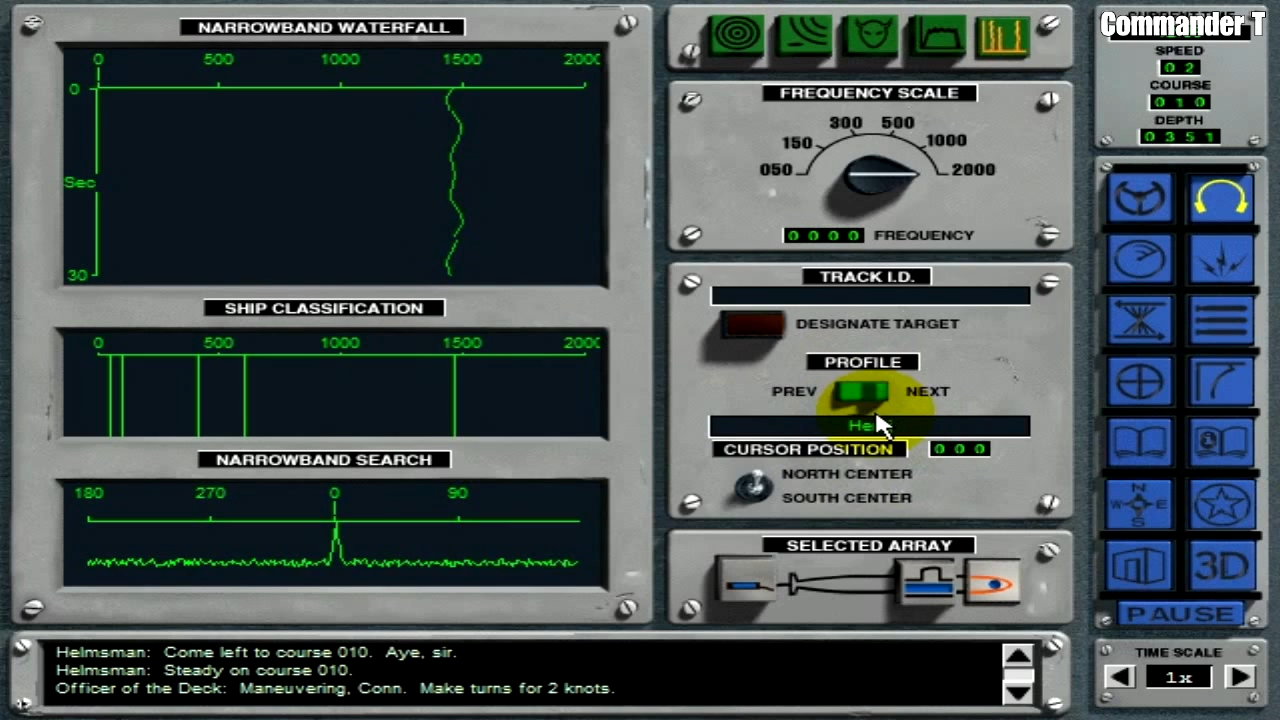 NARROWBAND WATERFALL
0 500 1000 1500 2000
0
Sec
30
SHIP CLASSIFICATION
0 500 1000 1500 2000
NARROWBAND SEARCH
180 270 0 90
FREQUENCY SCALE
050 150 300 500 1000 2000
0000 FREQUENCY
TRACK I.D.
DESIGNATE TARGET
PROFILE
PREV NEXT
CURSOR POSITION 000
NORTH CENTER
SOUTH CENTER
SELECTED ARRAY
Commander T
SPEED
02
COURSE
010
DEPTH
0351
N
W E
S
3D
PAUSE
TIME SCALE
1x
Helmsman: Come left to course 010. Aye, sir.
Helmsman: Steady on course 010.
Officer of the Deck: Maneuvering, Conn. Make turns for 2 knots.